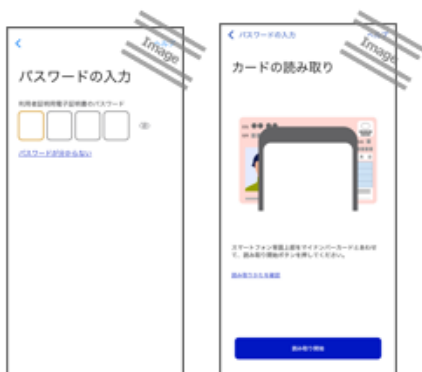 パスワードの入力
利用者証明用電子証明書のパスワード
パスワードが分からない
Image
パスワードの入力
カードの読み取り
スマートフォン背面上部をマイナンバーカードとあわせ
て、読み取り開始ボタンを押してください。
読み取りかたを確認
読み取り開始
Image